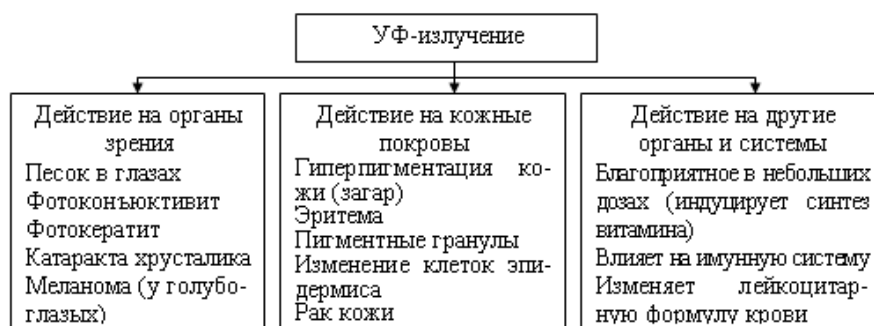 УФ-излучение
Действие на органы
зрения
Песок в глазах
Фотоконъюктивит
Фотокератит
Катаракта хрусталика
Меланома (у голубо-
глазых)
Действие на кожные
покровы
Гиперпигментация ко-
жи (загар)
Эритема
Пигментные гранулы
Изменение клеток эпи-
дермиса
Рак кожи
Действие на другие
органы и системы
Благоприятное в небольших
дозах (индуцирует синтез
витамина)
Влияет на имунную систему
Изменяет лейкоцитар-
ную формулу крови